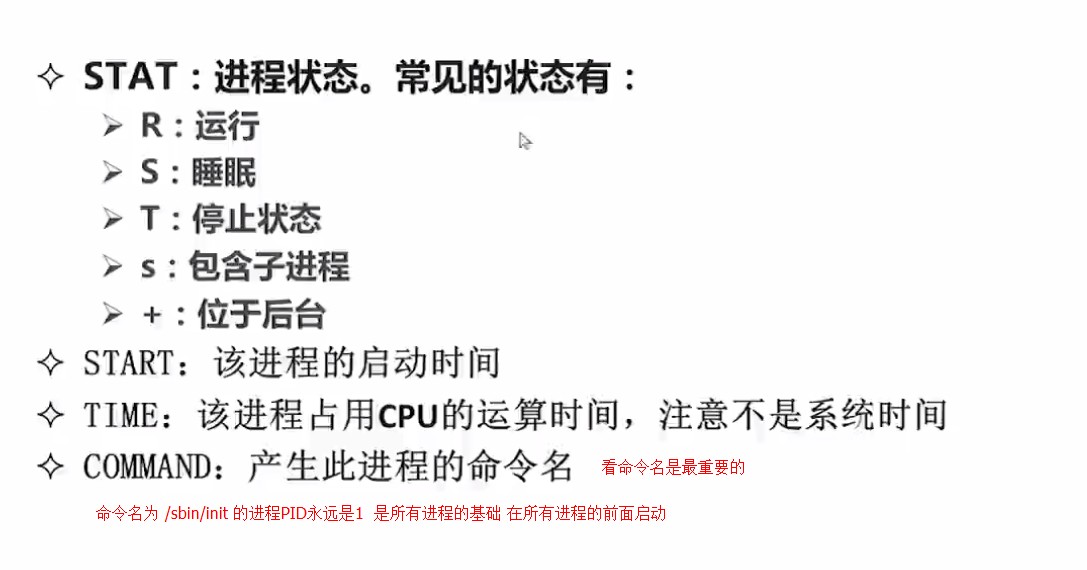 STAT：进程状态。常见的状态有：
R：运行
S：睡眠
T：停止状态
s：包含子进程
+：位于后台
START：该进程的启动时间
TIME：该进程占用CPU的运算时间，注意不是系统时间
COMMAND：产生此进程的命令名 看命令名是最重要的
命令名为 /sbin/init 的进程PID永远是1 是所有进程的基础 在所有进程的前面启动